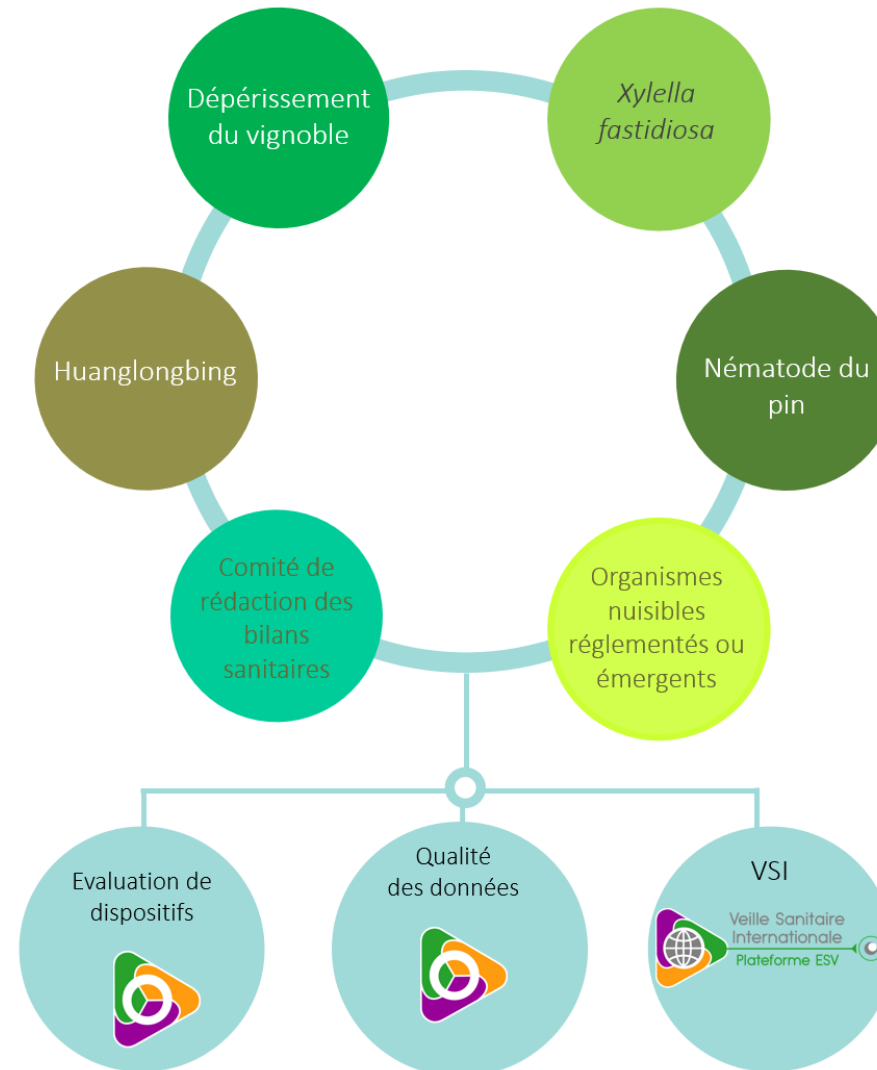 Dépérissement
du vignoble
Xylella
fastidiosa
Huanglongbing
Nématode du
pin
Comité de
rédaction des
bilans
sanitaires
Organismes
nuisibles
réglementés ou
émergents
Evaluation de
dispositifs
Qualité
des données
VSI
Veille Sanitaire
Internationale
Plateforme ESV